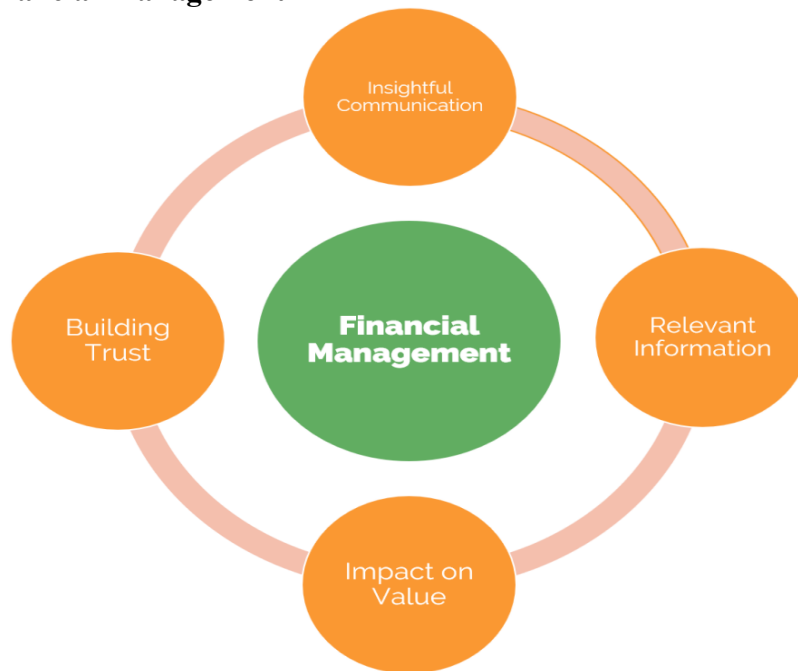 Insightful
Communication
Building
Trust
Financial
Management
Relevant
Information
Impact on
Value